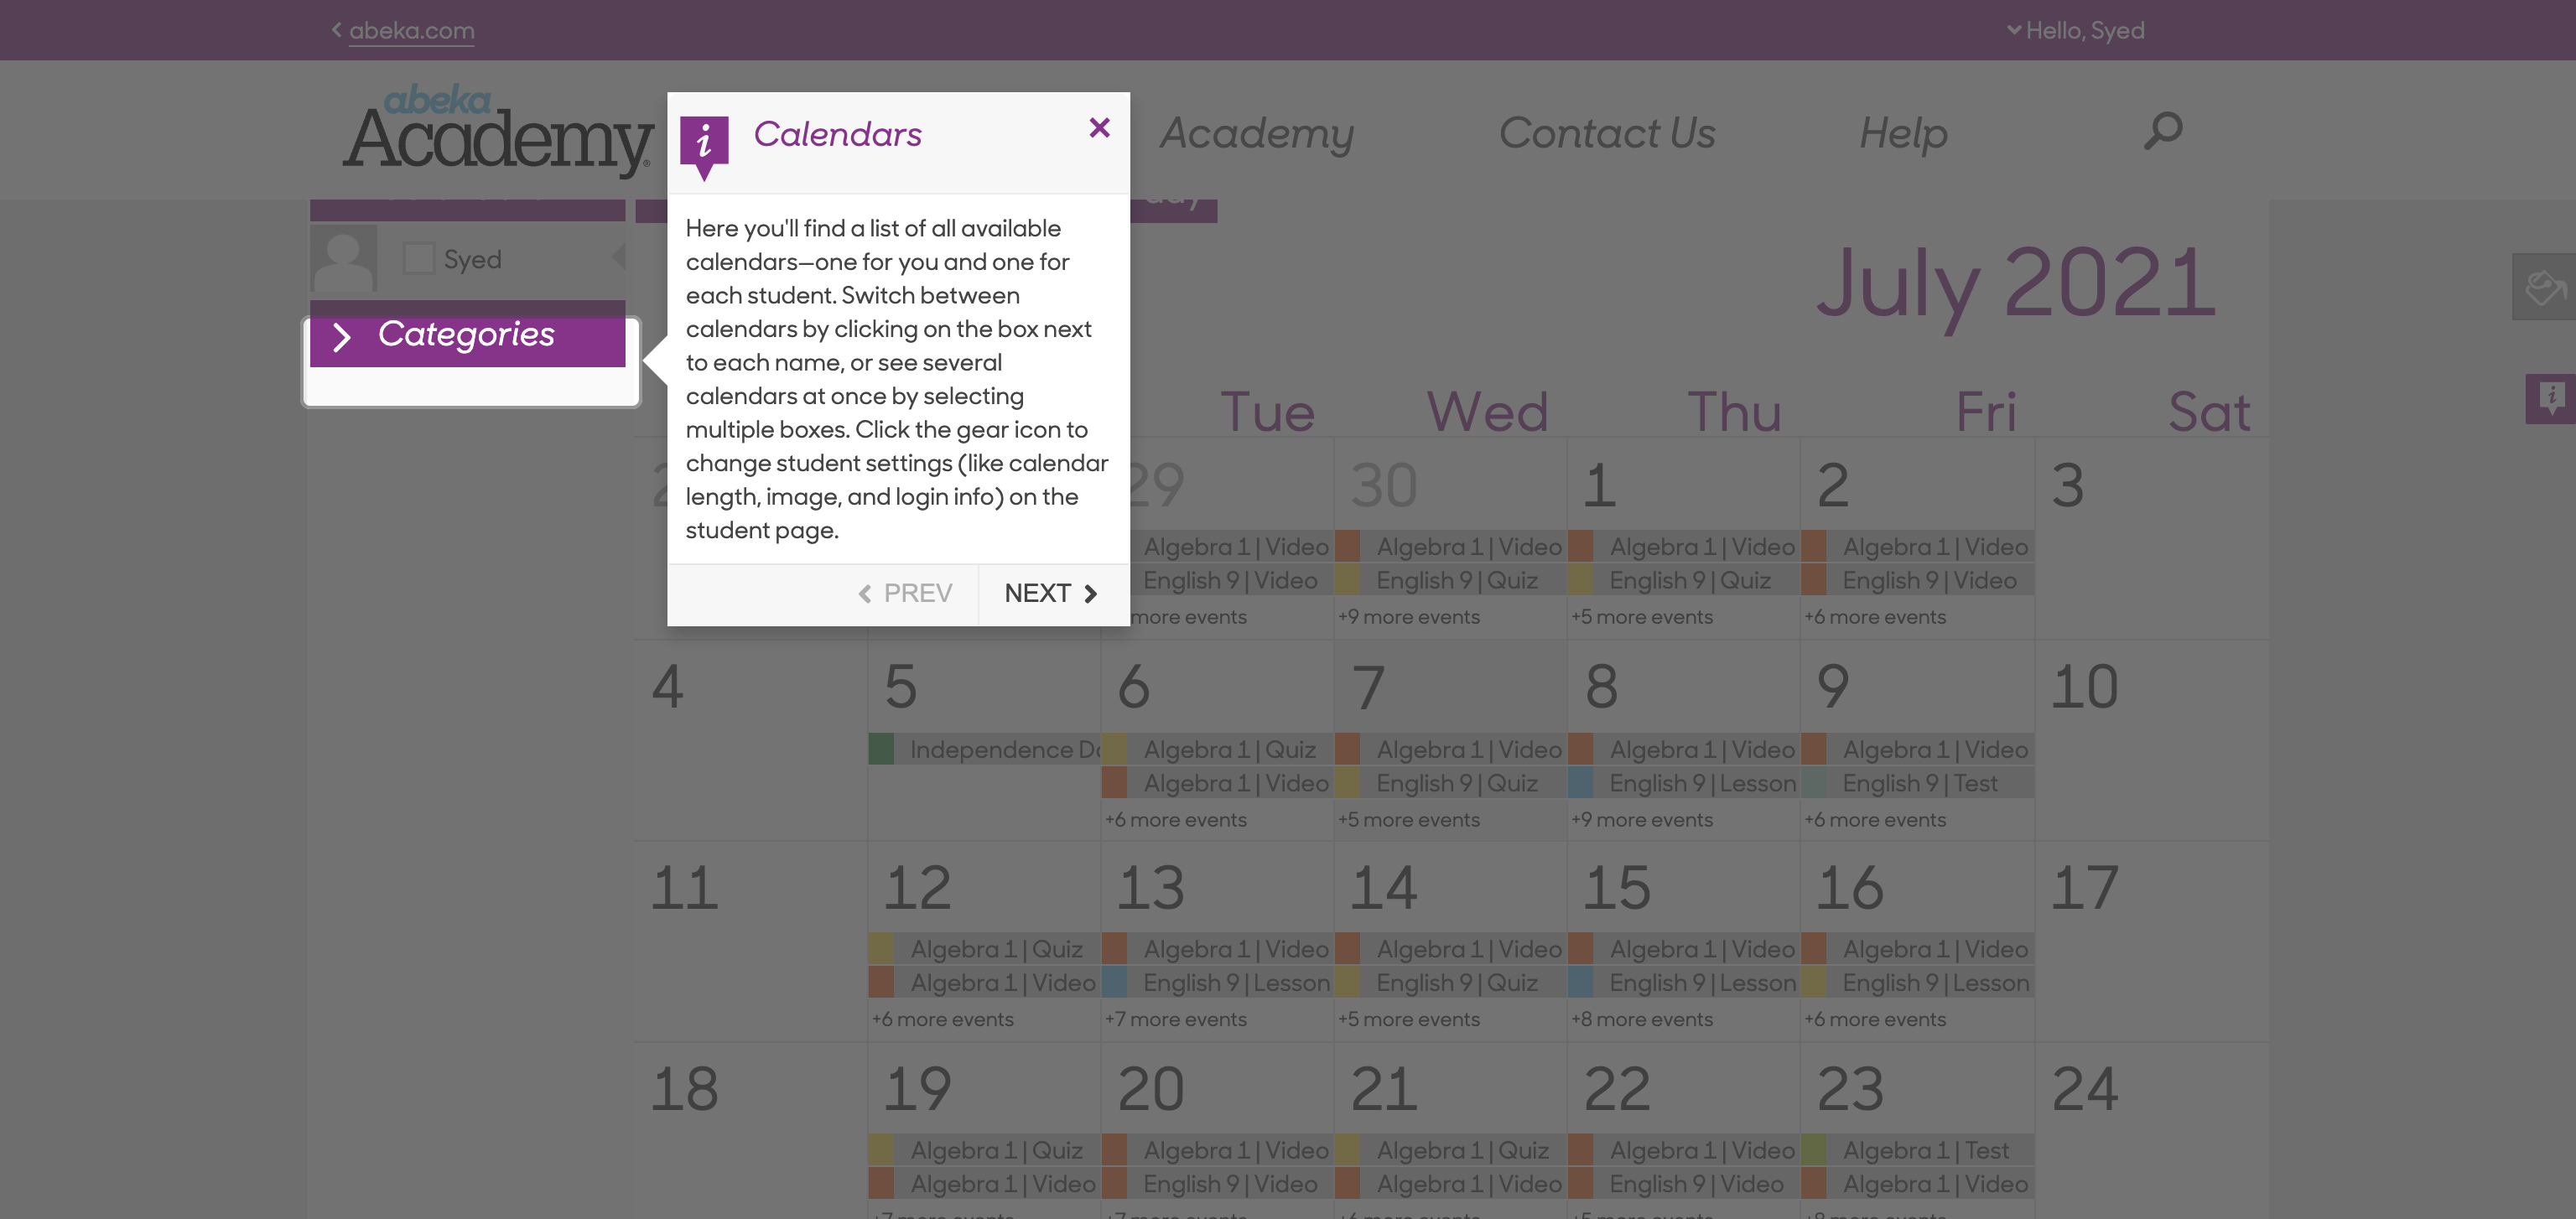 abeka.com
Hello, Syed
abeka
Academy
Academy
Contact Us
Help
Calendars
Here you'll find a list of all available
calendars—one for you and one for
each student. Switch between
calendars by clicking on the box next
to each name, or see several
calendars at once by selecting
multiple boxes. Click the gear icon to
change student settings (like calendar
length, image, and login info) on the
student page.
PREV NEXT
Syed
Categories
July 2021
Tue Wed Thu Fri Sat
29 30 1 2 3
Algebra 1 | Video Algebra 1 | Video Algebra 1 | Video Algebra 1 | Video
English 9 | Video English 9 | Quiz English 9 | Quiz English 9 | Video
more events +9 more events +5 more events +6 more events
4 5 6 7 8 9 10
Independence Algebra 1 | Quiz Algebra 1 | Video Algebra 1 | Video Algebra 1 | Video
Algebra 1 | Video English 9 | Quiz English 9 | Lesson English 9 | Test
+6 more events +5 more events +9 more events +6 more events
11 12 13 14 15 16 17
Algebra 1 | Quiz Algebra 1 | Video Algebra 1 | Video Algebra 1 | Video Algebra 1 | Video
Algebra 1 | Video English 9 | Lesson English 9 | Quiz English 9 | Lesson English 9 | Lesson
+6 more events +7 more events +5 more events +8 more events +6 more events
18 19 20 21 22 23 24
Algebra 1 | Quiz Algebra 1 | Video Algebra 1 | Quiz Algebra 1 | Video Algebra 1 | Test
Algebra 1 | Video English 9 | Video Algebra 1 | Video English 9 | Video Algebra 1 | Video